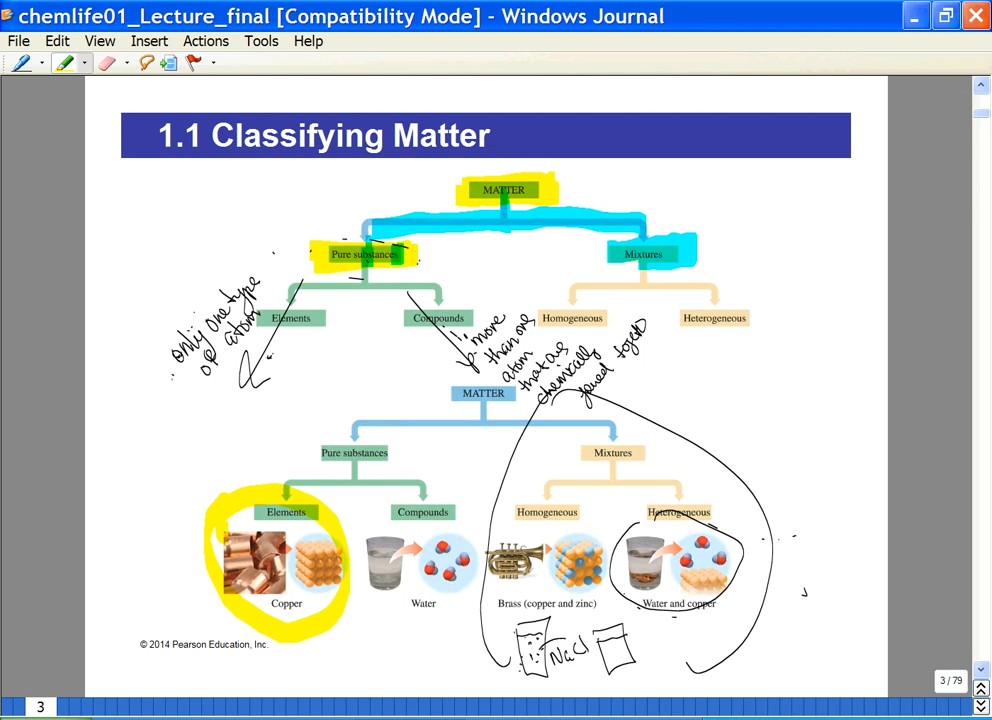 chemlife01_Lecture_final [Compatibility Mode] - Windows Journal
File Edit View Insert Actions Tools Help
1.1 Classifying Matter
MATTER
Pure substances Mixtures
Elements Compounds Homogeneous Heterogeneous
only one type
of atom
more
than one
atom
that are
chemically
joined together
MATTER
Pure substances Mixtures
Elements Compounds Homogeneous Heterogeneous
Copper Water Brass (copper and zinc) Water and copper
NaCl
© 2014 Pearson Education, Inc.
3 / 79
3